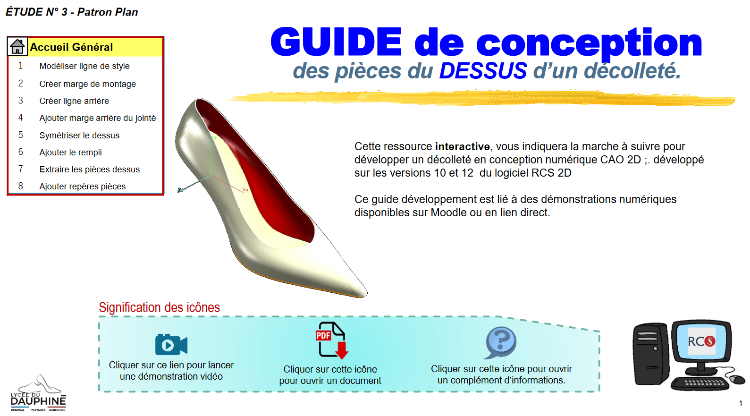 ÉTUDE N° 3 - Patron Plan
Accueil Général
1 Modéliser ligne de style
2 Créer marge de montage
3 Créer ligne arrière
4 Ajouter marge arrière du jointé
5 Symétriser le dessus
6 Ajouter le rempli
7 Extraire les pièces dessus
8 Ajouter repères pièces
GUIDE de conception
des pièces du DESSUS d’un décolleté.
Cette ressource interactive, vous indiquera la marche à suivre pour
développer un décolleté en conception numérique CAO 2D ;. développé
sur les versions 10 et 12 du logiciel RCS 2D
Ce guide développement est lié à des démonstrations numériques
disponibles sur Moodle ou en lien direct.
Signification des icônes
PDF
?
Cliquer sur ce lien pour lancer
une démonstration vidéo
Cliquer sur cette icône
pour ouvrir un document
Cliquer sur cette icône pour ouvrir
un complément d’informations.
RCS
LYCÉE DU
DAUPHINÉ
1